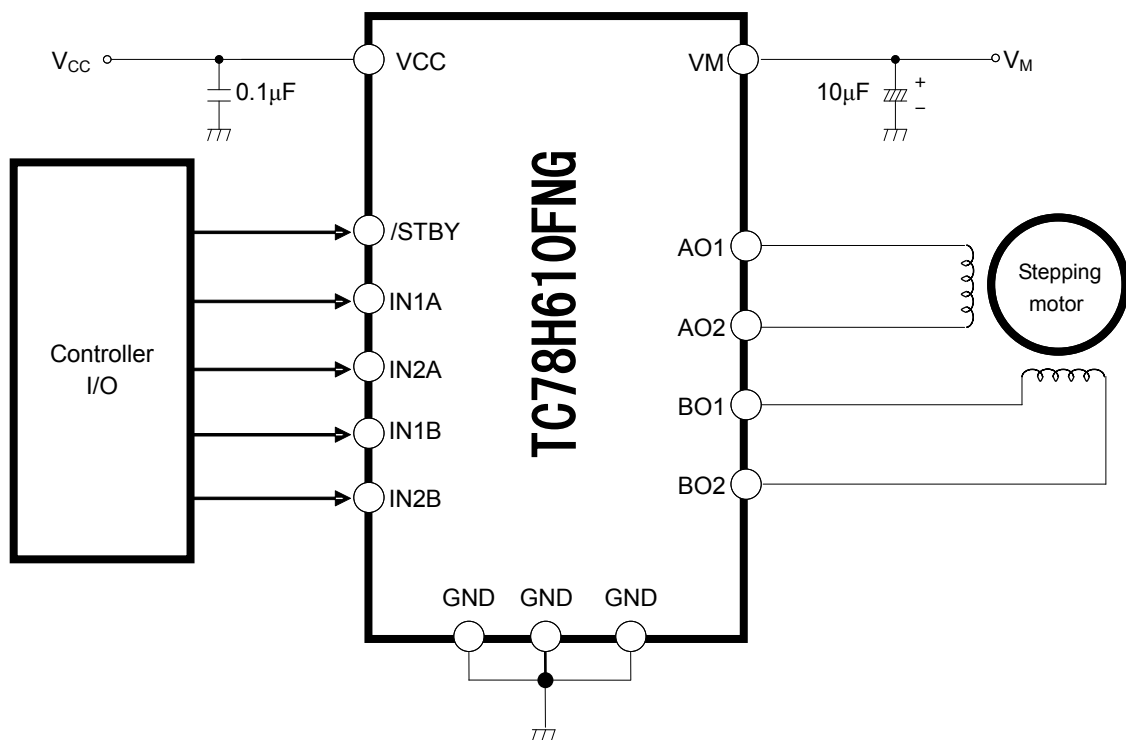 VCC
0.1μF
VCC
VM
10μF
+
−
VM
Controller
I/O
/STBY
IN1A
IN2A
IN1B
IN2B
TC78H610FNG
AO1
AO2
BO1
BO2
Stepping
motor
GND GND GND